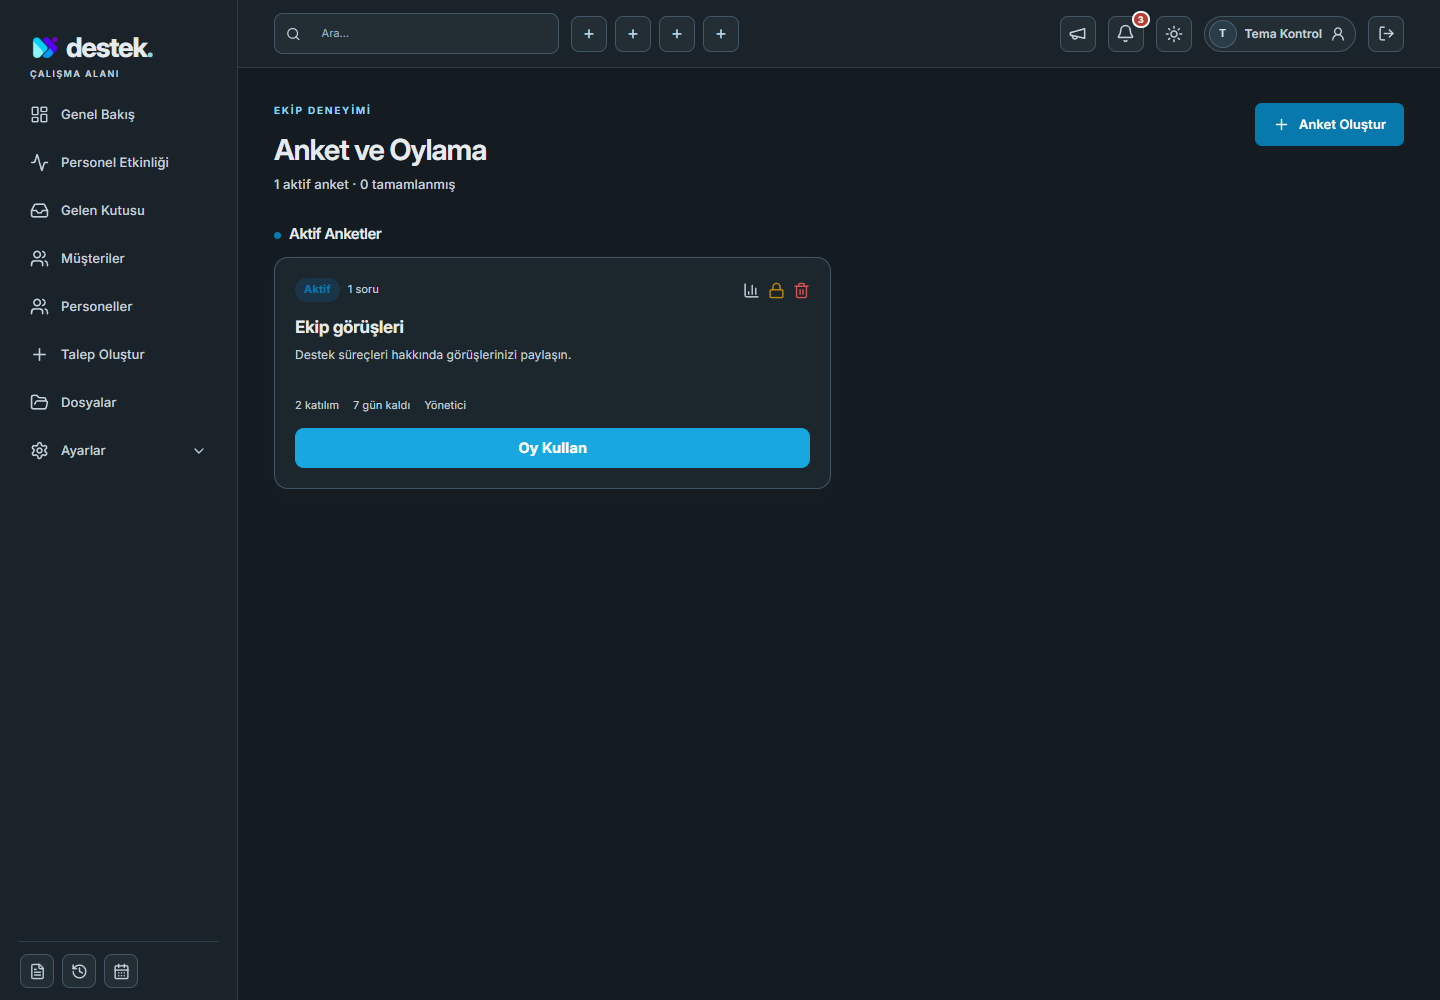 destek.
ÇALIŞMA ALANI
Genel Bakış
Personel Etkinliği
Gelen Kutusu
Müşteriler
Personeller
Talep Oluştur
Dosyalar
Ayarlar
Ara...
3
T
Tema Kontrol
EKİP DENEYİMİ
Anket ve Oylama
1 aktif anket · 0 tamamlanmış
Anket Oluştur
Aktif Anketler
Aktif 1 soru
Ekip görüşleri
Destek süreçleri hakkında görüşlerinizi paylaşın.
2 katılım 7 gün kaldı Yönetici
Oy Kullan